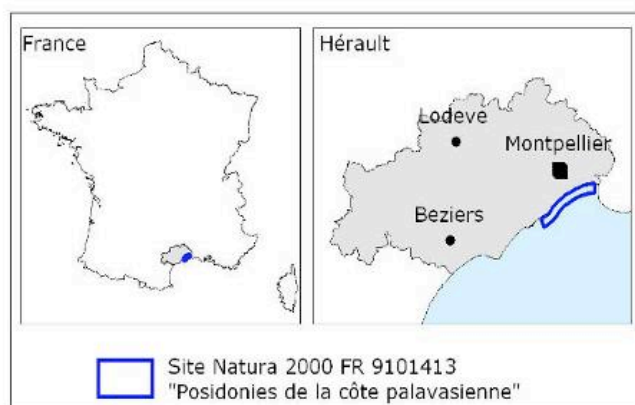 France
Hérault
Lodeve
Montpellier
Beziers
Site Natura 2000 FR 9101413
"Posidonies de la côte palavasienne"